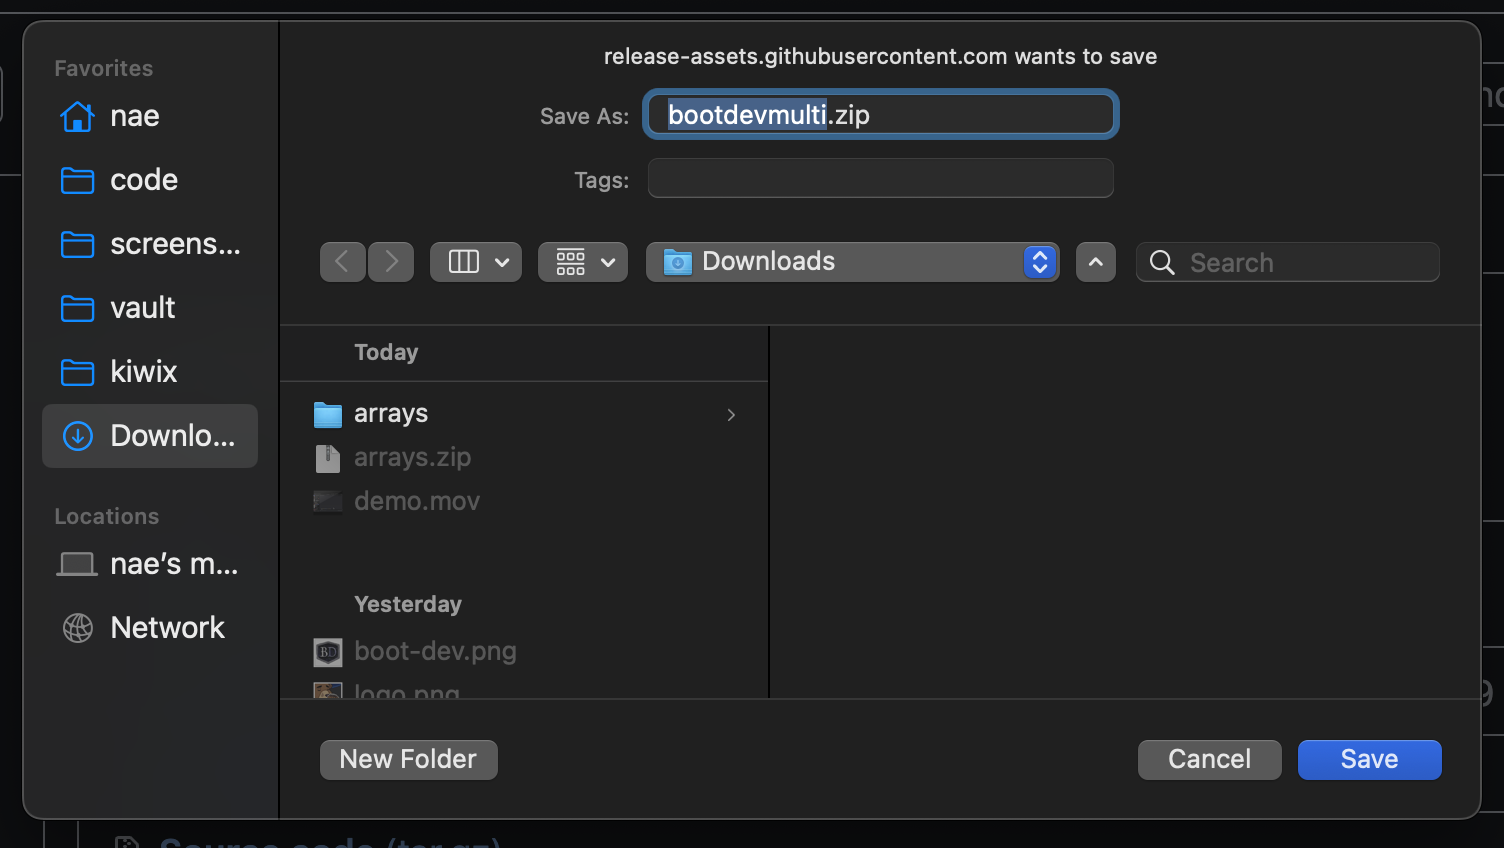 release-assets.githubusercontent.com wants to save
Save As: bootdevmulti.zip
Tags:
Downloads
Search
Favorites
nae
code
screens...
vault
kiwix
Downlo...
Locations
nae's m...
Network
Today
arrays
arrays.zip
demo.mov
Yesterday
boot-dev.png
logo.png
New Folder
Cancel
Save
Source code (tar.gz)